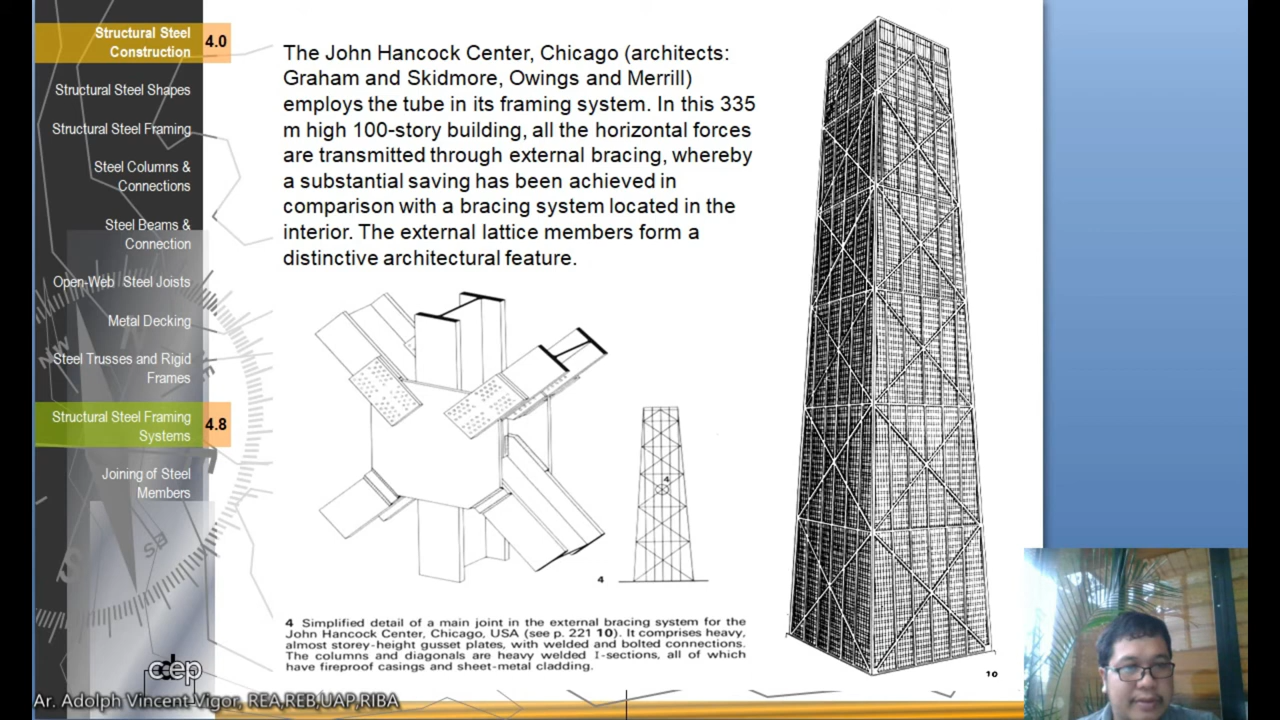 Structural Steel
Construction
4.0
Structural Steel Shapes
Structural Steel Framing
Steel Columns &
Connections
Steel Beams &
Connection
Open-Web Steel Joists
Metal Decking
Steel Trusses and Rigid
Frames
Structural Steel Framing
Systems
4.8
Joining of Steel
Members
The John Hancock Center, Chicago (architects:
Graham and Skidmore, Owings and Merrill)
employs the tube in its framing system. In this 335
m high 100-story building, all the horizontal forces
are transmitted through external bracing, whereby
a substantial saving has been achieved in
comparison with a bracing system located in the
interior. The external lattice members form a
distinctive architectural feature.
4
4
4 Simplified detail of a main joint in the external bracing system for the
John Hancock Center, Chicago, USA (see p. 221 10). It comprises heavy,
almost storey-height gusset plates, with welded and bolted connections.
The columns and diagonals are heavy welded I-sections, all of which
have fireproof casings and sheet-metal cladding.
10
NW
S
ES
cdep
Ar. Adolph Vincent Vigor, REA,REB,UAP,RIBA